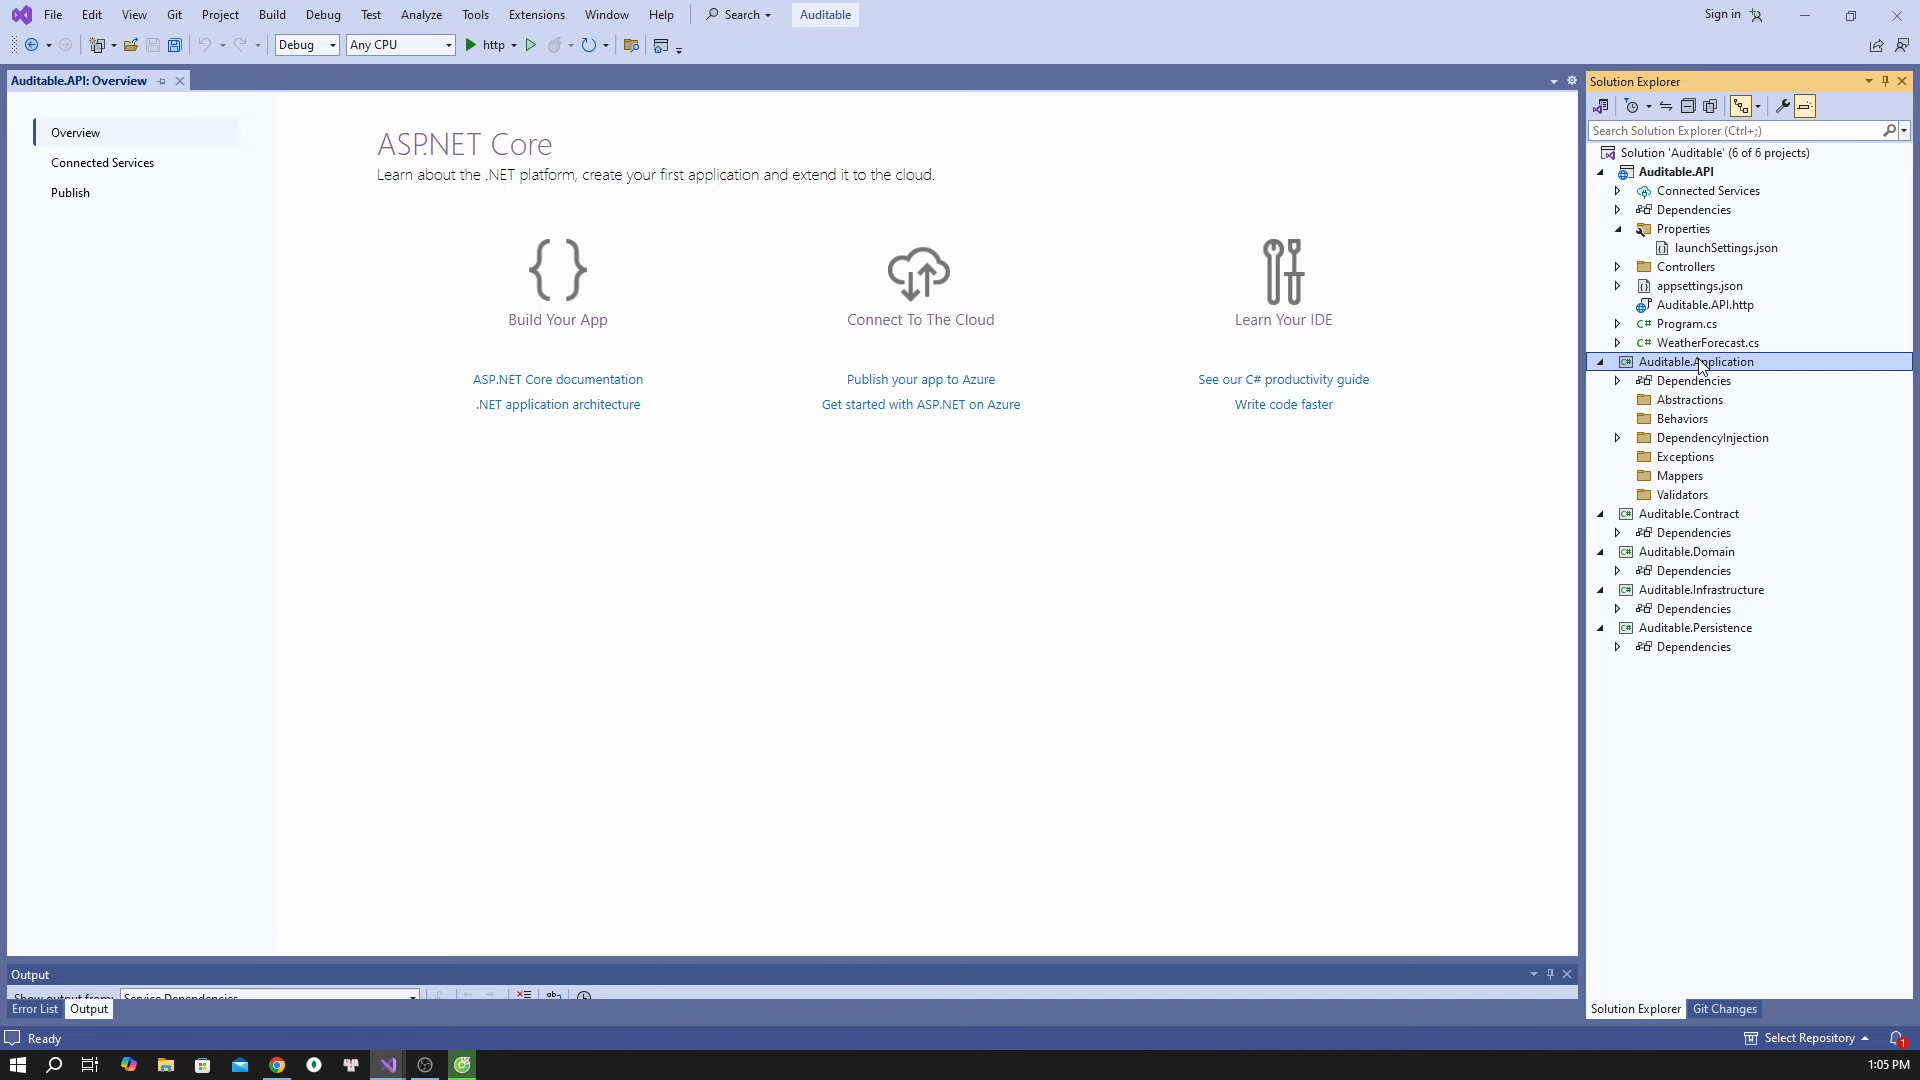 File Edit View Git Project Build Debug Test Analyze Tools Extensions Window Help Search Auditable Sign in
Debug Any CPU http
Auditable.API: Overview
Overview
Connected Services
Publish
ASP.NET Core
Learn about the .NET platform, create your first application and extend it to the cloud.
Build Your App
ASP.NET Core documentation
.NET application architecture
Connect To The Cloud
Publish your app to Azure
Get started with ASP.NET on Azure
Learn Your IDE
See our C# productivity guide
Write code faster
Solution Explorer
Search Solution Explorer (Ctrl+;)
Solution 'Auditable' (6 of 6 projects)
Auditable.API
Connected Services
Dependencies
Properties
launchSettings.json
Controllers
appsettings.json
Auditable.API.http
C# Program.cs
C# WeatherForecast.cs
C# Auditable.Application
Dependencies
Abstractions
Behaviors
DependencyInjection
Exceptions
Mappers
Validators
C# Auditable.Contract
Dependencies
C# Auditable.Domain
Dependencies
C# Auditable.Infrastructure
Dependencies
C# Auditable.Persistence
Dependencies
Output
Show output from: Service Dependencies
Error List Output
Solution Explorer Git Changes
Ready
Select Repository 1
1:05 PM